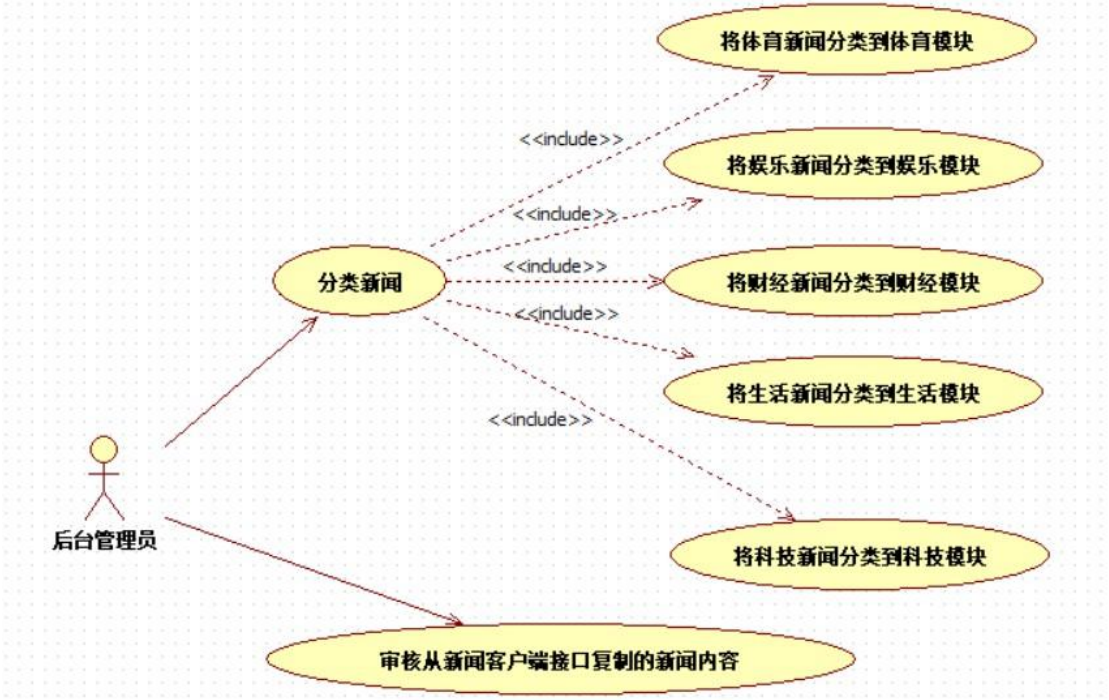 将体育新闻分类到体育模块
<<include>>
将娱乐新闻分类到娱乐模块
<<include>>
<<include>>
分类新闻
将财经新闻分类到财经模块
<<include>>
将生活新闻分类到生活模块
<<include>>
后台管理员
将科技新闻分类到科技模块
审核从新闻客户端接口复制的新闻内容